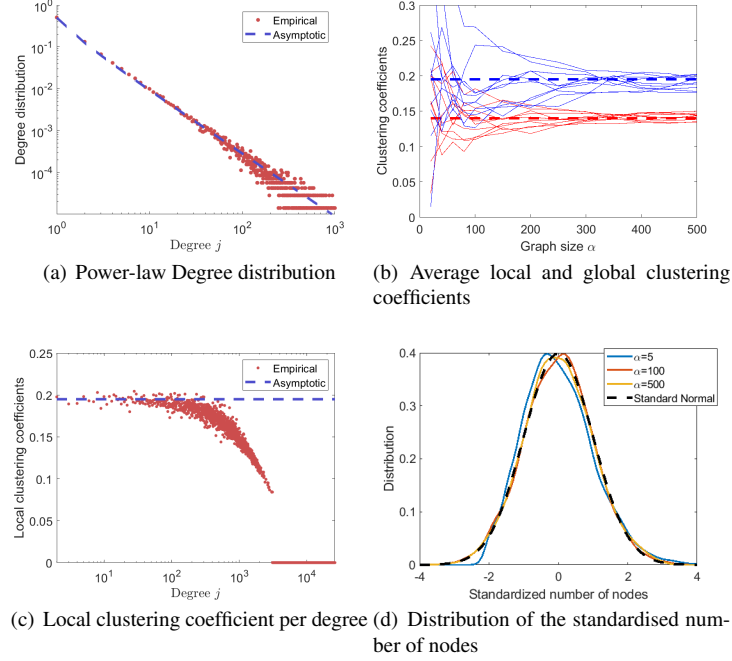 10^0
10^-1
10^-2
10^-3
10^-4
10^0 10^1 10^2 10^3
Degree distribution
Degree j
Empirical
Asymptotic
(a) Power-law Degree distribution
0.3
0.25
0.2
0.15
0.1
0.05
0
0 100 200 300 400 500
Clustering coefficients
Graph size α
(b) Average local and global clustering
coefficients
0.25
0.2
0.15
0.1
0.05
0
10^1 10^2 10^3 10^4
Local clustering coefficients
Degree j
Empirical
Asymptotic
(c) Local clustering coefficient per degree
0.4
0.3
0.2
0.1
0
-4 -2 0 2 4
Distribution
Standardized number of nodes
α=5
α=100
α=500
Standard Normal
(d) Distribution of the standardised num-
ber of nodes